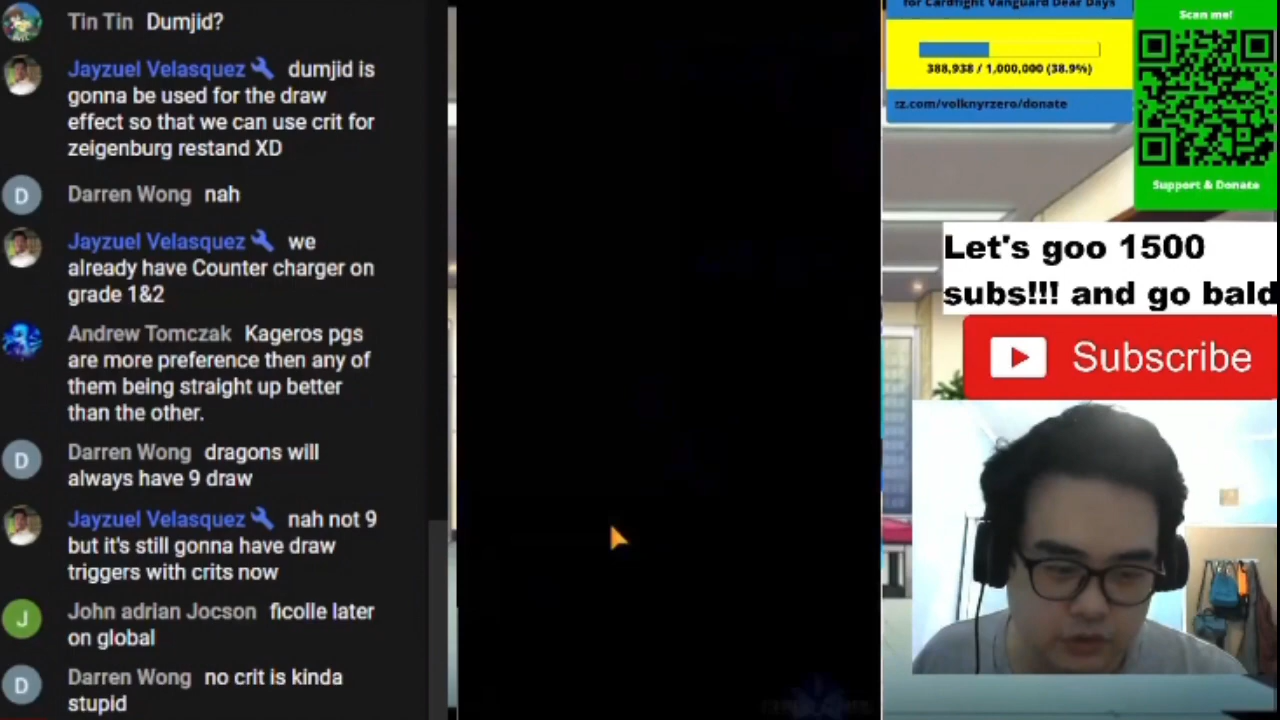 Tin Tin Dumjid?
Jayzuel Velasquez dumjid is
gonna be used for the draw
effect so that we can use crit for
zeigenburg restand XD
Darren Wong nah
Jayzuel Velasquez we
already have Counter charger on
grade 1&2
Andrew Tomczak Kageros pgs
are more preference then any of
them being straight up better
than the other.
Darren Wong dragons will
always have 9 draw
Jayzuel Velasquez nah not 9
but it's still gonna have draw
triggers with crits now
John adrian Jocson ficolle later
on global
Darren Wong no crit is kinda
stupid
for Cardfight Vanguard Dear Days
388,938 / 1,000,000 (38.9%)
z.com/volknyrzero/donate
Scan me!
Support & Donate
Let's goo 1500
subs!!! and go bald
Subscribe
D
D
J
D